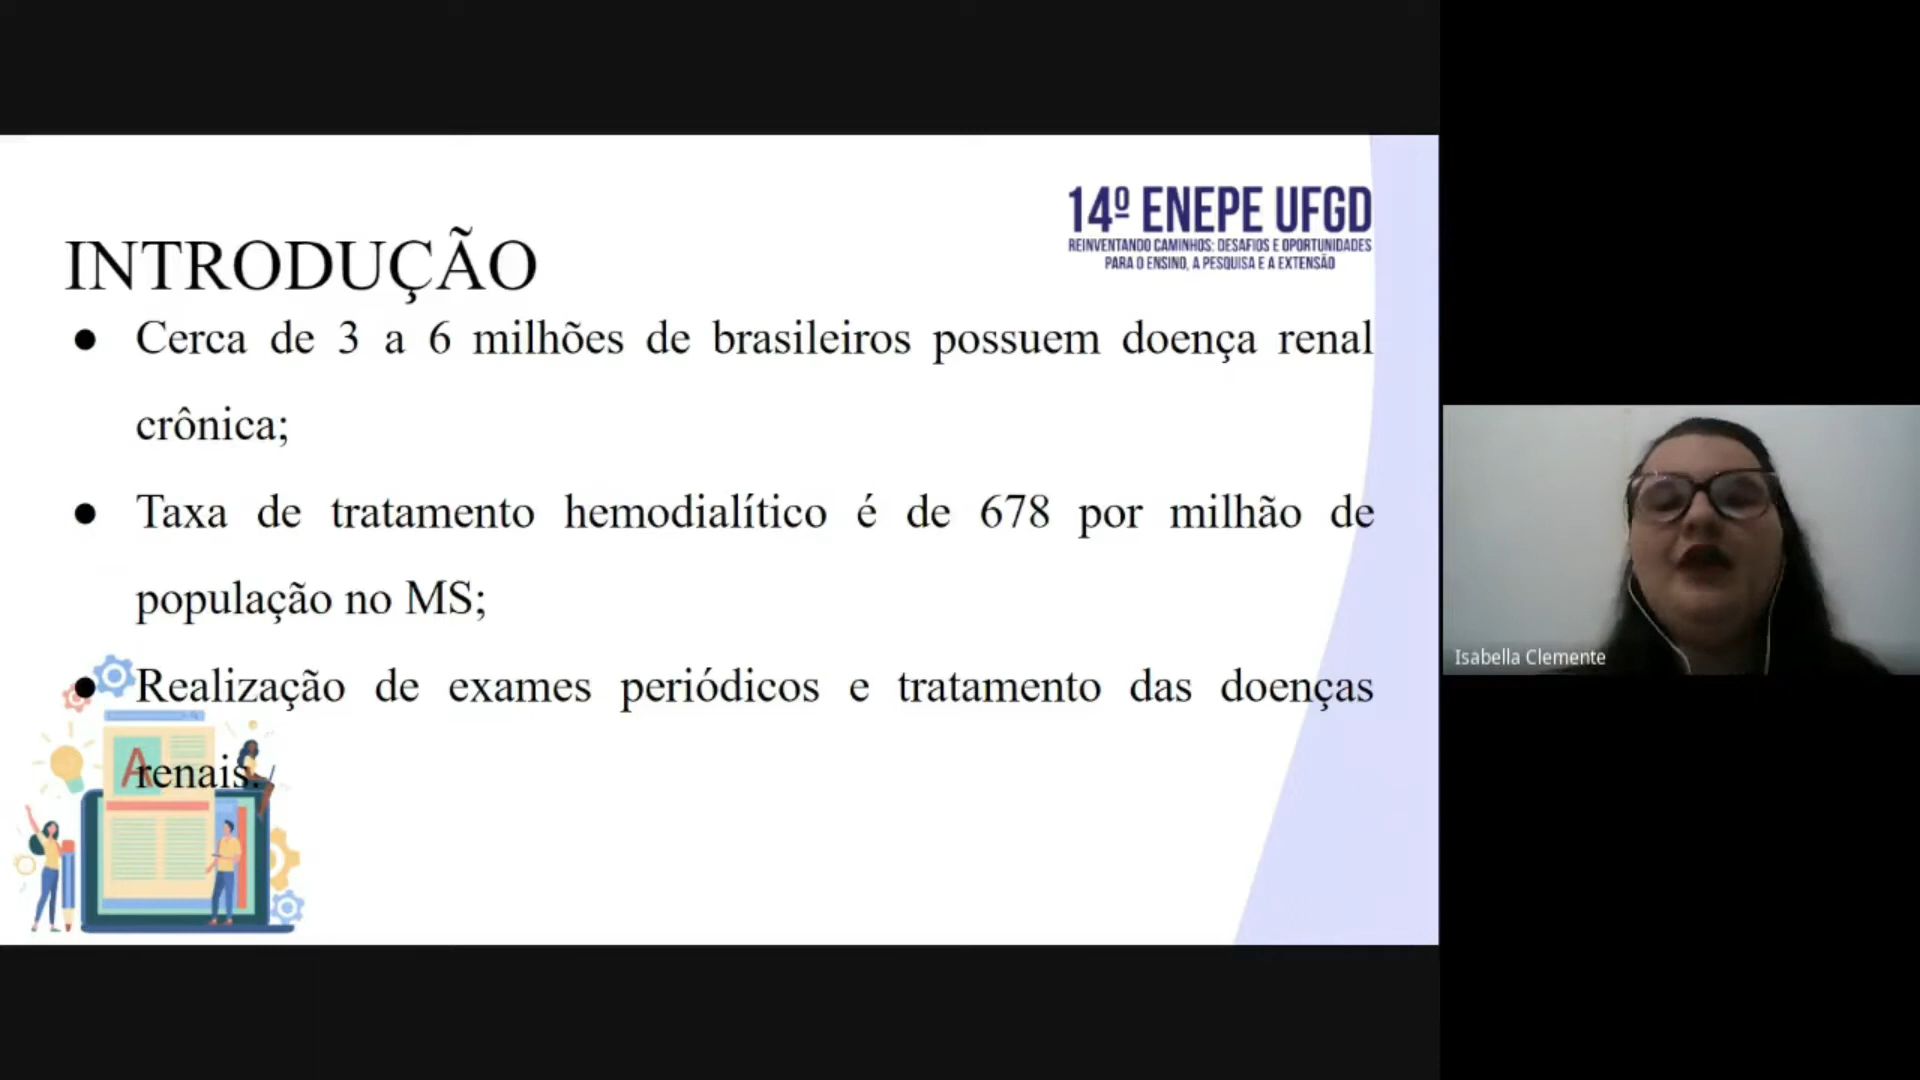 14º ENEPE UFGD
REINVENTANDO CAMINHOS: DESAFIOS E OPORTUNIDADES
PARA O ENSINO, A PESQUISA E A EXTENSÃO
INTRODUÇÃO
● Cerca de 3 a 6 milhões de brasileiros possuem doença renal
crônica;
● Taxa de tratamento hemodialítico é de 678 por milhão de
população no MS;
● Realização de exames periódicos e tratamento das doenças
renais.
A
Isabella Clemente